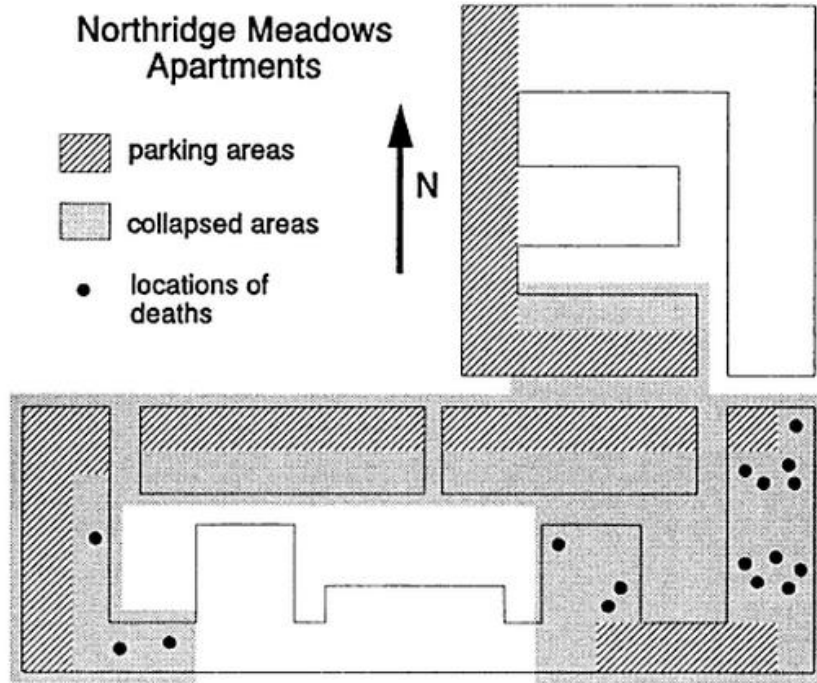 Northridge Meadows
Apartments
parking areas
N
collapsed areas
locations of
deaths